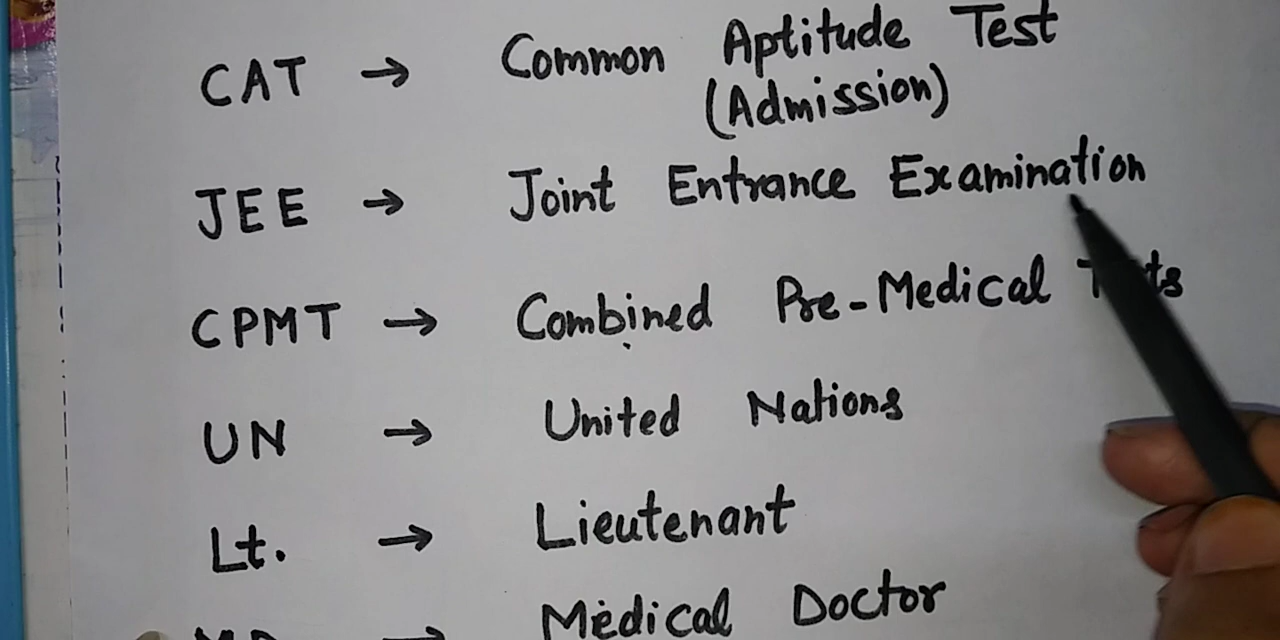 CAT → Common Aptitude Test
(Admission)
JEE → Joint Entrance Examination
CPMT → Combined Pre-Medical
UN → United Nations
Lt. → Lieutenant
→ Medical Doctor